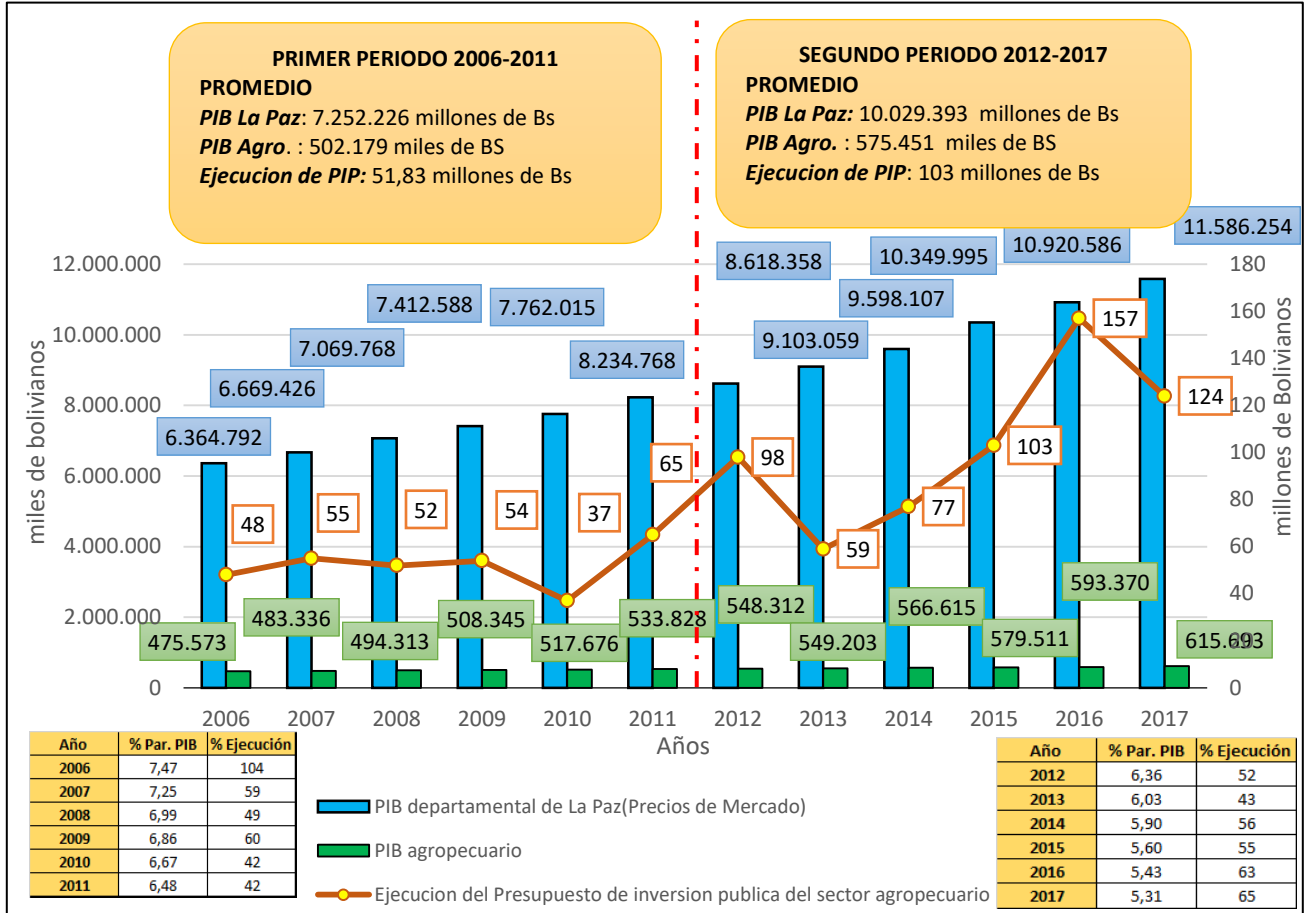 PRIMER PERIODO 2006-2011
PROMEDIO
PIB La Paz: 7.252.226 millones de Bs
PIB Agro. : 502.179 miles de BS
Ejecucion de PIP: 51,83 millones de Bs
SEGUNDO PERIODO 2012-2017
PROMEDIO
PIB La Paz: 10.029.393 millones de Bs
PIB Agro. : 575.451 miles de BS
Ejecucion de PIP: 103 millones de Bs
miles de bolivianos
12.000.000
10.000.000
8.000.000
6.000.000
4.000.000
2.000.000
0
6.364.792
6.669.426
7.069.768
7.412.588
7.762.015
8.234.768
8.618.358
9.103.059
9.598.107
10.349.995
10.920.586
11.586.254
48
55
52
54
37
65
98
59
77
103
157
124
475.573
483.336
494.313
508.345
517.676
533.828
548.312
549.203
566.615
579.511
593.370
180
160
140
120
100
80
60
40
20
0
millones de Bolivianos
2006 2007 2008 2009 2010 2011 2012 2013 2014 2015 2016 2017
Años
Año % Par. PIB % Ejecución
2006 7,47 104
2007 7,25 59
2008 6,99 49
2009 6,86 60
2010 6,67 42
2011 6,48 42
PIB departamental de La Paz(Precios de Mercado)
PIB agropecuario
Ejecucion del Presupuesto de inversion publica del sector agropecuario
Año % Par. PIB % Ejecución
2012 6,36 52
2013 6,03 43
2014 5,90 56
2015 5,60 55
2016 5,43 63
2017 5,31 65